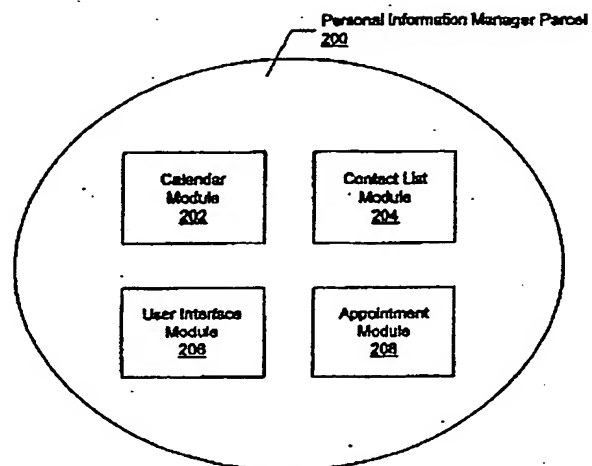 Personal Information Manager Parcel
200
Calendar
Module
202
Contact List
Module
204
User Interface
Module
206
Appointment
Module
208